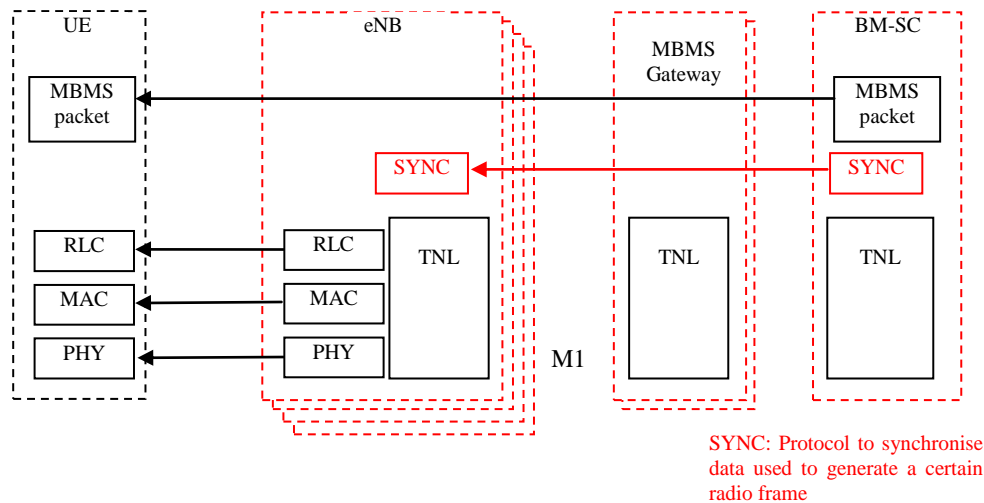 UE
eNB
MBMS
Gateway
BM-SC
MBMS
packet
MBMS
packet
SYNC
SYNC
RLC
RLC
TNL
TNL
TNL
MAC
MAC
PHY
PHY
M1
SYNC: Protocol to synchronise
data used to generate a certain
radio frame